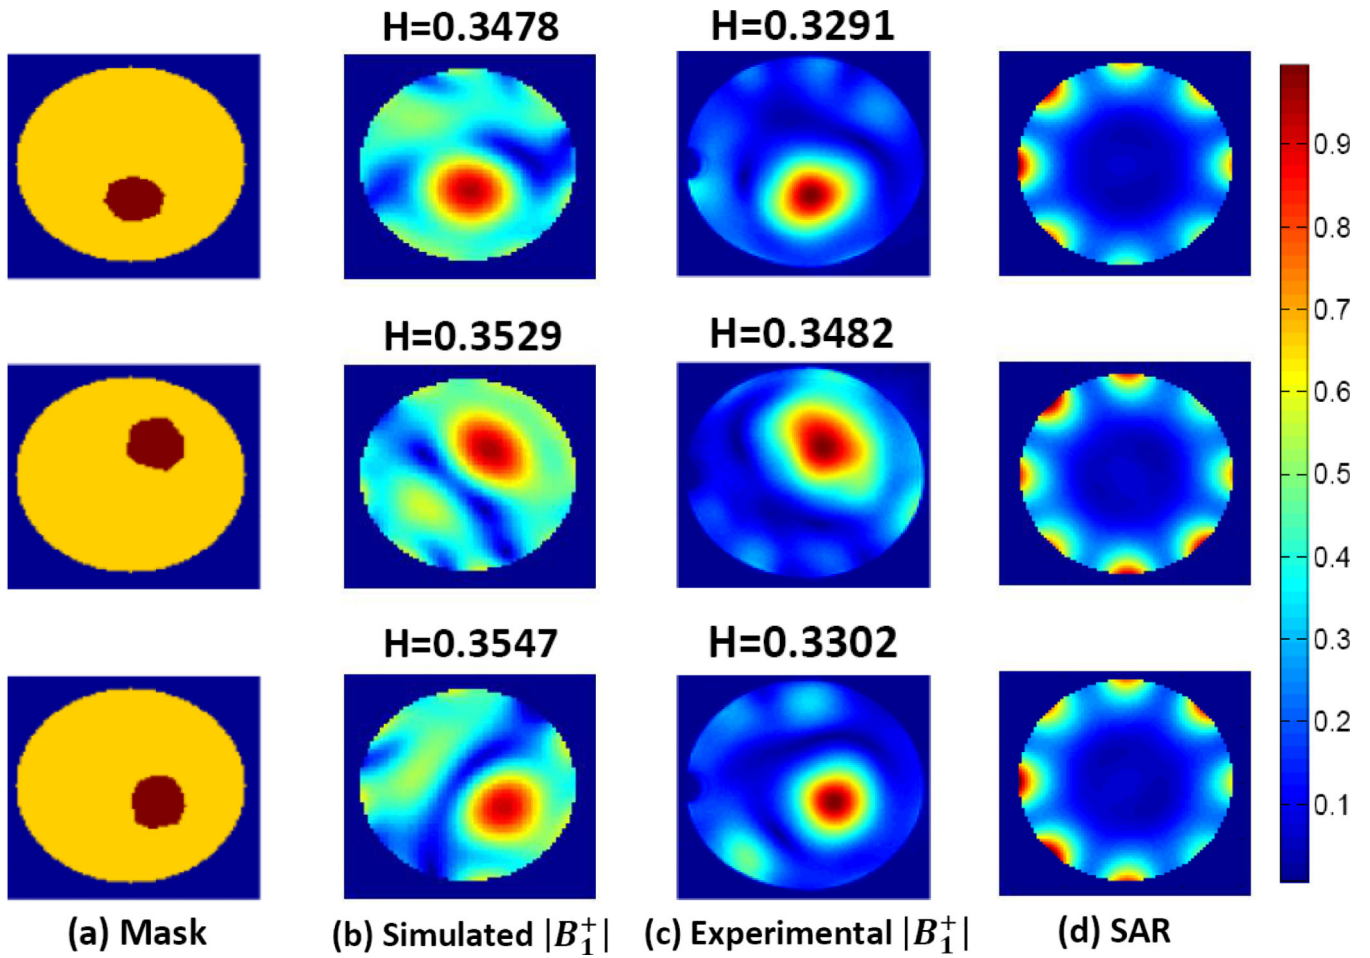 H=0.3478 H=0.3291
0.9
0.8
0.7
H=0.3529 H=0.3482
0.6
0.5
0.4
H=0.3547 H=0.3302
0.3
0.2
0.1
(a) Mask (b) Simulated |B₁⁺| (c) Experimental |B₁⁺| (d) SAR